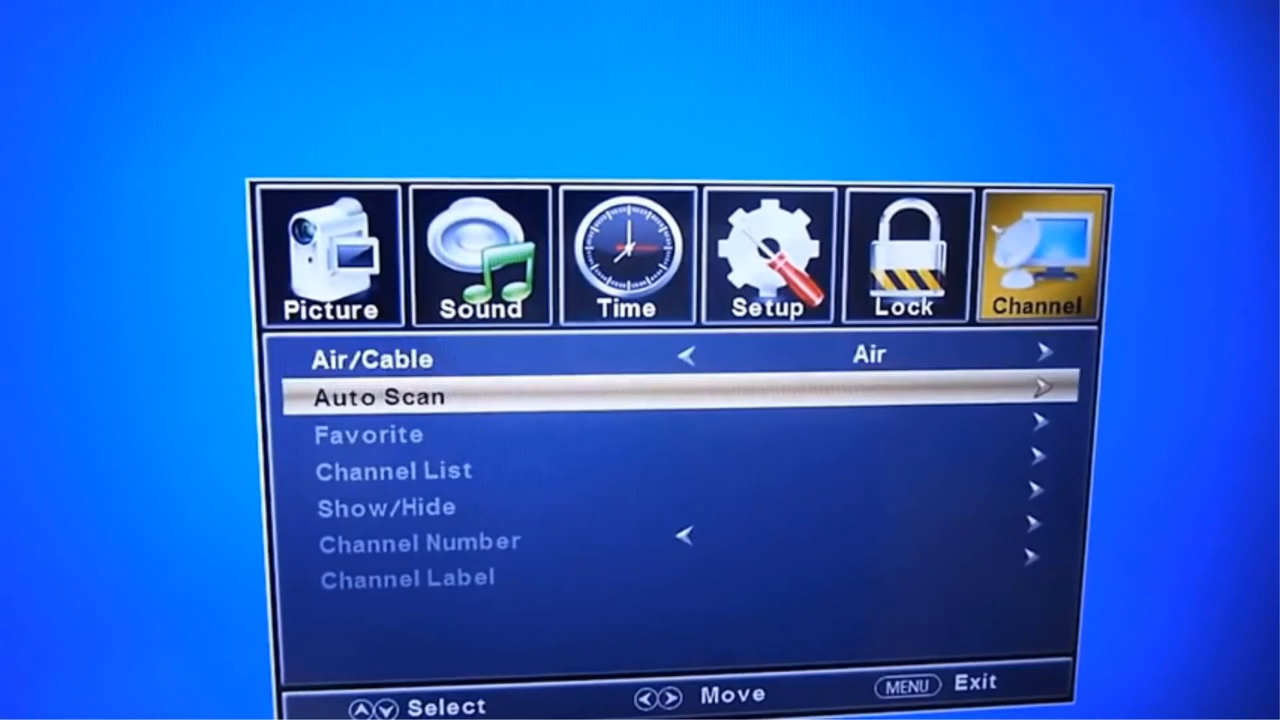 Picture Sound Time Setup Lock Channel
Air/Cable Air
Auto Scan
Favorite
Channel List
Show/Hide
Channel Number
Channel Label
Select Move MENU Exit